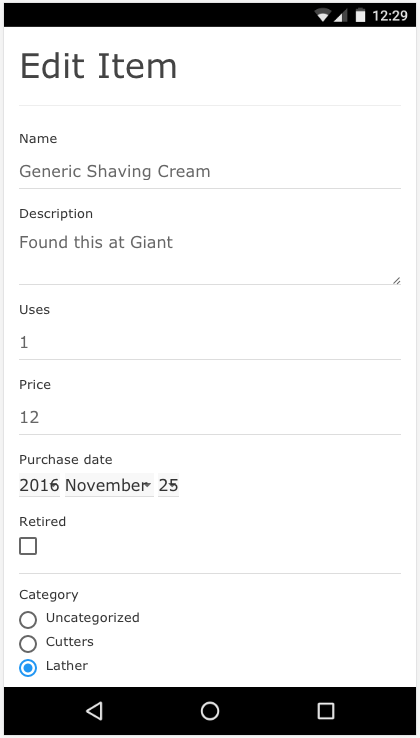 12:29
Edit Item
Name
Generic Shaving Cream
Description
Found this at Giant
Uses
1
Price
12
Purchase date
2016 November 25
Retired
Category
Uncategorized
Cutters
Lather